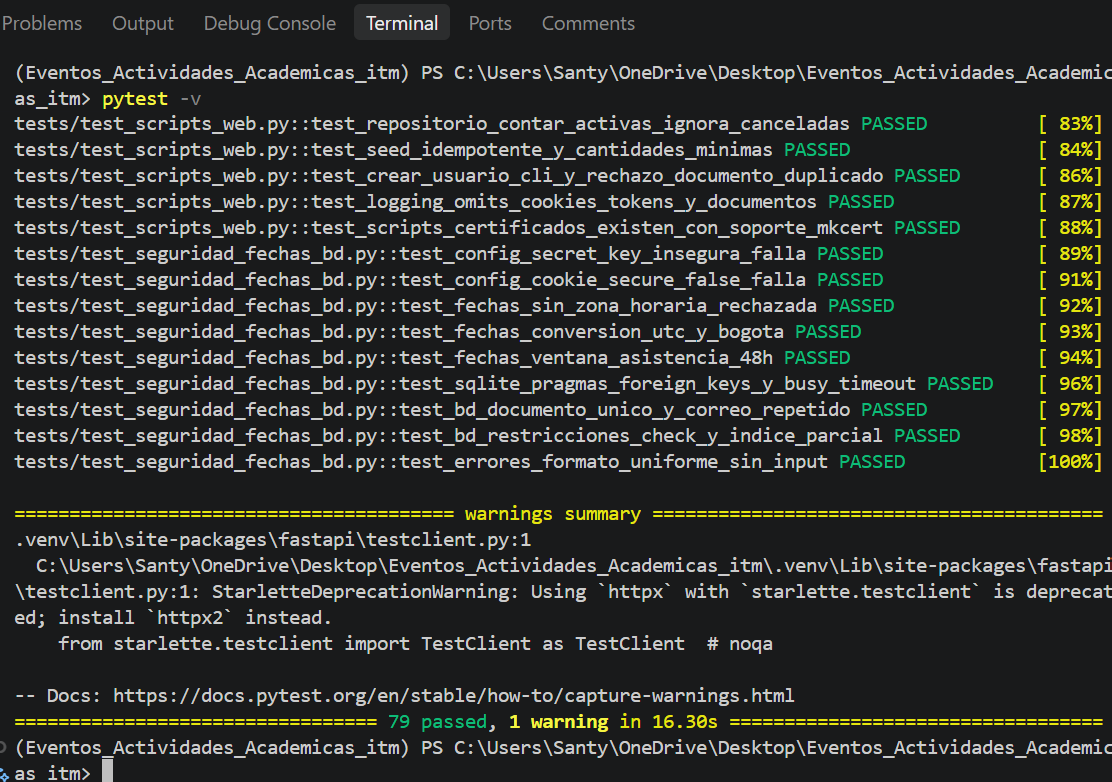 Problems Output Debug Console Terminal Ports Comments
(Eventos_Actividades_Academicas_itm) PS C:\Users\Santy\OneDrive\Desktop\Eventos_Actividades_Academic
as_itm> pytest -v
tests/test_scripts_web.py::test_repositorio_contar_activas_ignora_canceladas PASSED [ 83%]
tests/test_scripts_web.py::test_seed_idempotente_y_cantidades_minimas PASSED [ 84%]
tests/test_scripts_web.py::test_crear_usuario_cli_y_rechazo_documento_duplicado PASSED [ 86%]
tests/test_scripts_web.py::test_logging_omits_cookies_tokens_y_documentos PASSED [ 87%]
tests/test_scripts_web.py::test_scripts_certificados_existen_con_soporte_mkcert PASSED [ 88%]
tests/test_seguridad_fechas_bd.py::test_config_secret_key_insegura_falla PASSED [ 89%]
tests/test_seguridad_fechas_bd.py::test_config_cookie_secure_false_falla PASSED [ 91%]
tests/test_seguridad_fechas_bd.py::test_fechas_sin_zona_horaria_rechazada PASSED [ 92%]
tests/test_seguridad_fechas_bd.py::test_fechas_conversion_utc_y_bogota PASSED [ 93%]
tests/test_seguridad_fechas_bd.py::test_fechas_ventana_asistencia_48h PASSED [ 94%]
tests/test_seguridad_fechas_bd.py::test_sqlite_pragmas_foreign_keys_y_busy_timeout PASSED [ 96%]
tests/test_seguridad_fechas_bd.py::test_bd_documento_unico_y_correo_repetido PASSED [ 97%]
tests/test_seguridad_fechas_bd.py::test_bd_restricciones_check_y_indice_parcial PASSED [ 98%]
tests/test_seguridad_fechas_bd.py::test_errores_formato_uniforme_sin_input PASSED [100%]
======================================== warnings summary =========================================
.venv\Lib\site-packages\fastapi\testclient.py:1
C:\Users\Santy\OneDrive\Desktop\Eventos_Actividades_Academicas_itm\.venv\Lib\site-packages\fastapi
\testclient.py:1: StarletteDeprecationWarning: Using `httpx` with `starlette.testclient` is deprecat
ed; install `httpx2` instead.
from starlette.testclient import TestClient as TestClient # noqa
-- Docs: https://docs.pytest.org/en/stable/how-to/capture-warnings.html
================================= 79 passed, 1 warning in 16.30s ==================================
(Eventos_Actividades_Academicas_itm) PS C:\Users\Santy\OneDrive\Desktop\Eventos_Actividades_Academic
as_itm>